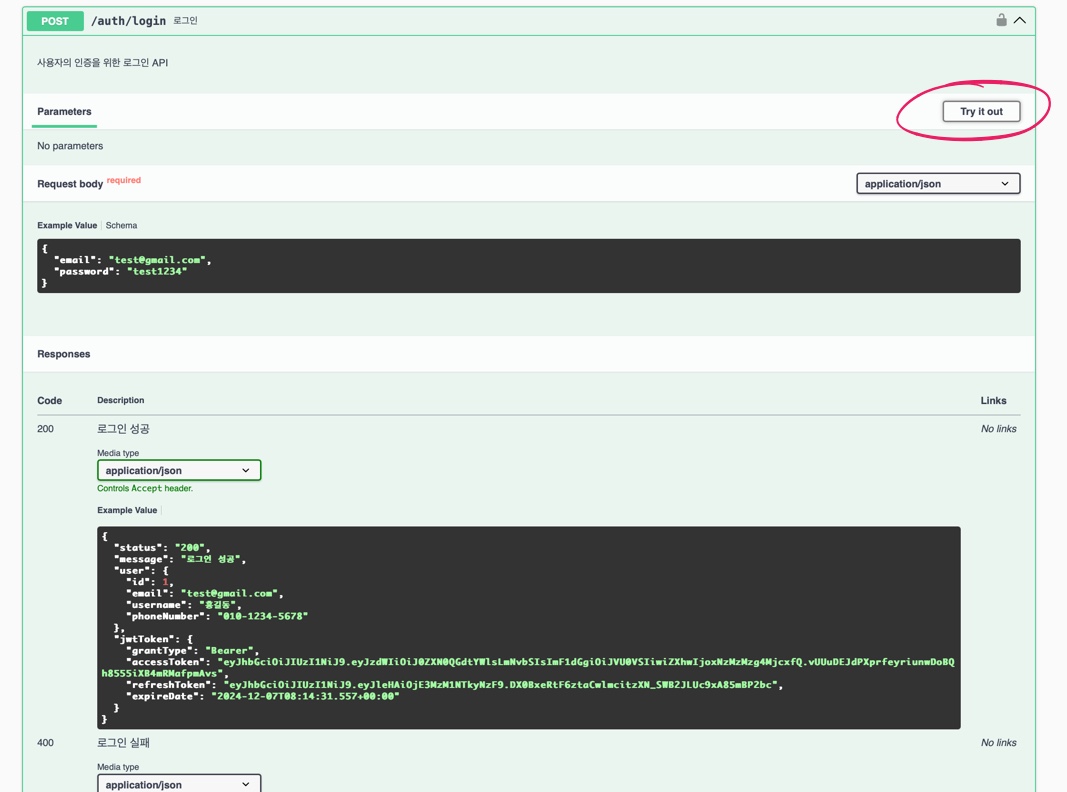 POST /auth/login 로그인
사용자의 인증을 위한 로그인 API
Parameters
Try it out
No parameters
Request body required
application/json
Example Value Schema
{
"email": "test@gmail.com",
"password": "test1234"
}
Responses
Code Description Links
200 로그인 성공 No links
Media type
application/json
Controls Accept header.
Example Value
{
"status": "200",
"message": "로그인 성공",
"user": {
"id": 1,
"email": "test@gmail.com",
"username": "홍길동",
"phoneNumber": "010-1234-5678"
},
"jwtToken": {
"grantType": "Bearer",
"accessToken": "eyJhbGciOiJIUzI1NiJ9.eyJzdWIiOiJ0ZXN0QGdtYWlsLmNvbSIsImF1dGgiOiJVU0VSIiwiZXhwIjoxNzMzMzg4MjcxfQ.vUUuDEJdPXprfeyriunwDoBQ
h8555iXB4mRMafpmAvs",
"refreshToken": "eyJhbGciOiJIUzI1NiJ9.eyJleHAiOjE3MzM1NTkyNzF9.DX0BxeRtFGztaCwlmcitzXN_SWB2JLUc9xA85mBP2bc",
"expireDate": "2024-12-07T08:14:31.557+00:00"
}
}
400 로그인 실패 No links
Media type
application/json